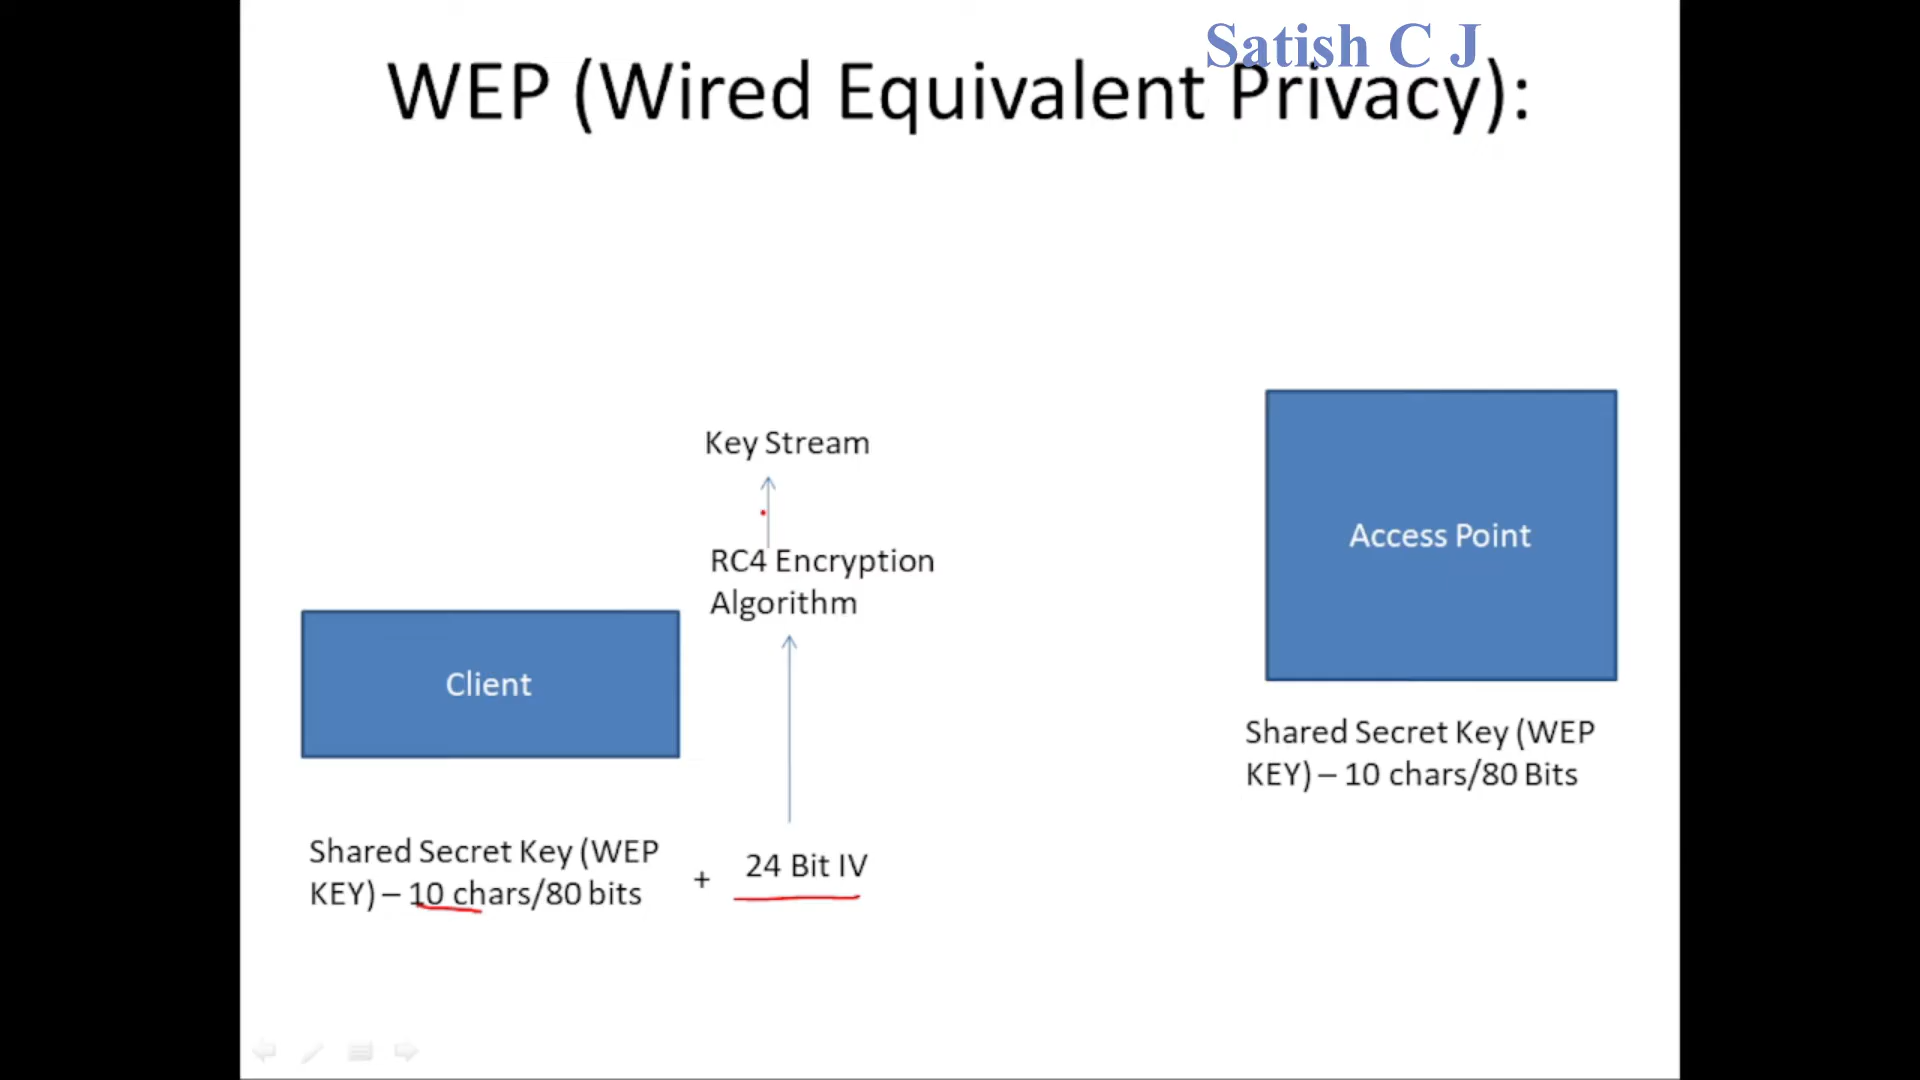 Satish C J
WEP (Wired Equivalent Privacy):
Key Stream
RC4 Encryption
Algorithm
Client
Access Point
Shared Secret Key (WEP
KEY) – 10 chars/80 Bits
Shared Secret Key (WEP
KEY) – 10 chars/80 bits
+
24 Bit IV